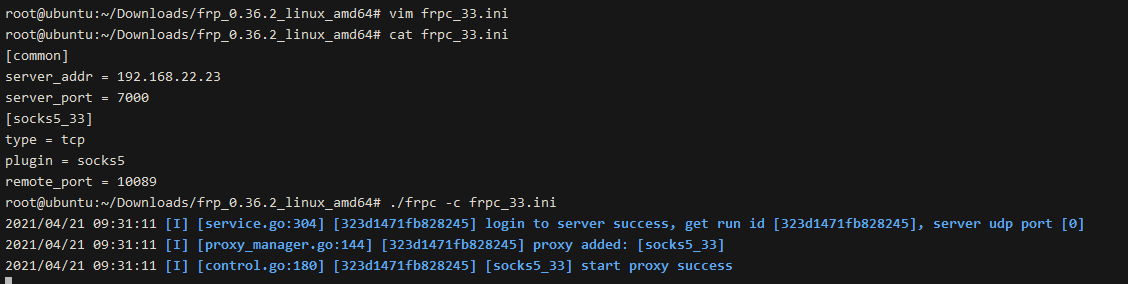 root@ubuntu:~/Downloads/frp_0.36.2_linux_amd64# vim frpc_33.ini
root@ubuntu:~/Downloads/frp_0.36.2_linux_amd64# cat frpc_33.ini
[common]
server_addr = 192.168.22.23
server_port = 7000
[socks5_33]
type = tcp
plugin = socks5
remote_port = 10089
root@ubuntu:~/Downloads/frp_0.36.2_linux_amd64# ./frpc -c frpc_33.ini
2021/04/21 09:31:11 [I] [service.go:304] [323d1471fb828245] login to server success, get run id [323d1471fb828245], server udp port [0]
2021/04/21 09:31:11 [I] [proxy_manager.go:144] [323d1471fb828245] proxy added: [socks5_33]
2021/04/21 09:31:11 [I] [control.go:180] [323d1471fb828245] [socks5_33] start proxy success